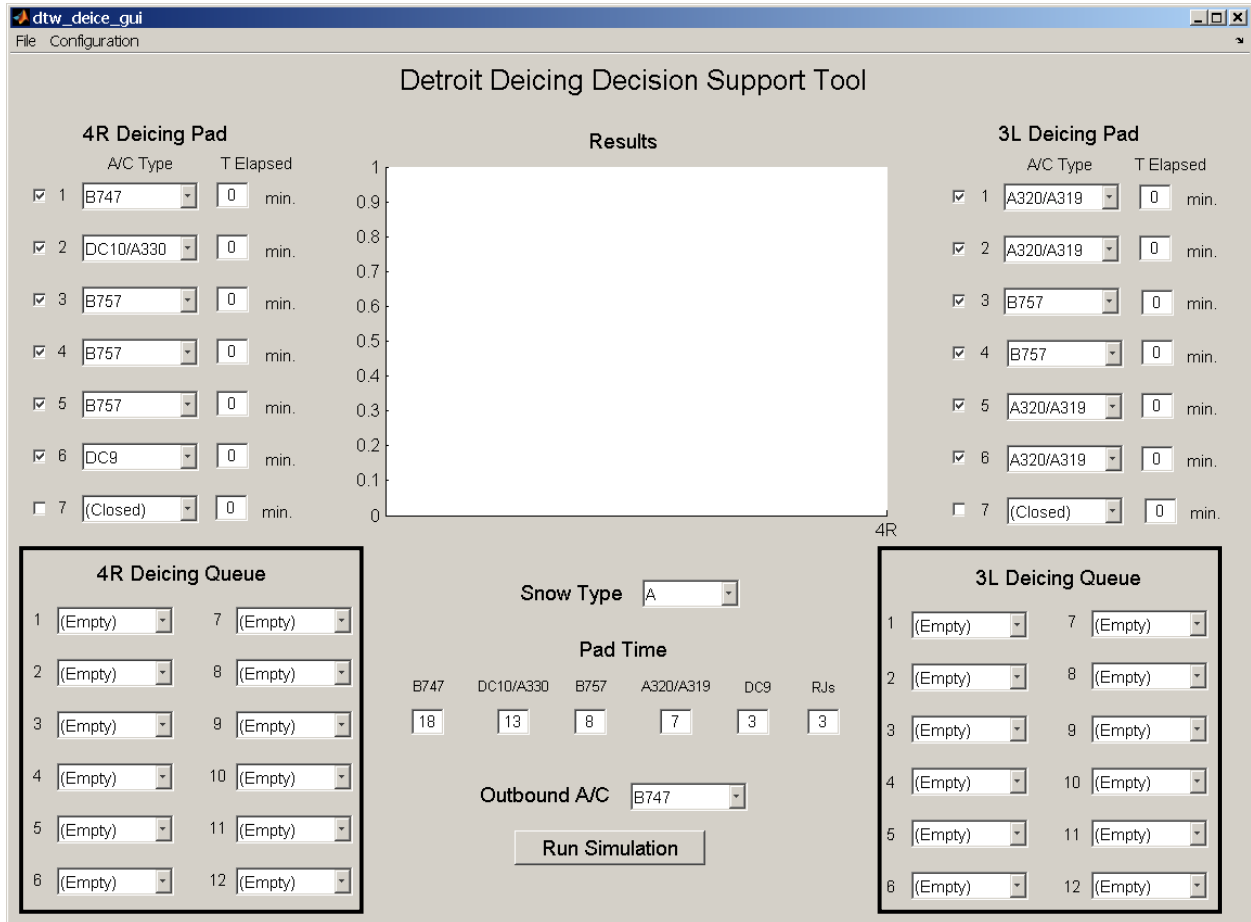 dtw_deice_gui
File Configuration
Detroit Deicing Decision Support Tool
4R Deicing Pad
A/C Type T Elapsed
1 B747 0 min.
2 DC10/A330 0 min.
3 B757 0 min.
4 B757 0 min.
5 B757 0 min.
6 DC9 0 min.
7 (Closed) 0 min.
Results
1
0.9
0.8
0.7
0.6
0.5
0.4
0.3
0.2
0.1
0
4R
3L Deicing Pad
A/C Type T Elapsed
1 A320/A319 0 min.
2 A320/A319 0 min.
3 B757 0 min.
4 B757 0 min.
5 A320/A319 0 min.
6 A320/A319 0 min.
7 (Closed) 0 min.
4R Deicing Queue
1 (Empty) 7 (Empty)
2 (Empty) 8 (Empty)
3 (Empty) 9 (Empty)
4 (Empty) 10 (Empty)
5 (Empty) 11 (Empty)
6 (Empty) 12 (Empty)
Snow Type A
Pad Time
B747 DC10/A330 B757 A320/A319 DC9 RJs
18 13 8 7 3 3
Outbound A/C B747
Run Simulation
3L Deicing Queue
1 (Empty) 7 (Empty)
2 (Empty) 8 (Empty)
3 (Empty) 9 (Empty)
4 (Empty) 10 (Empty)
5 (Empty) 11 (Empty)
6 (Empty) 12 (Empty)